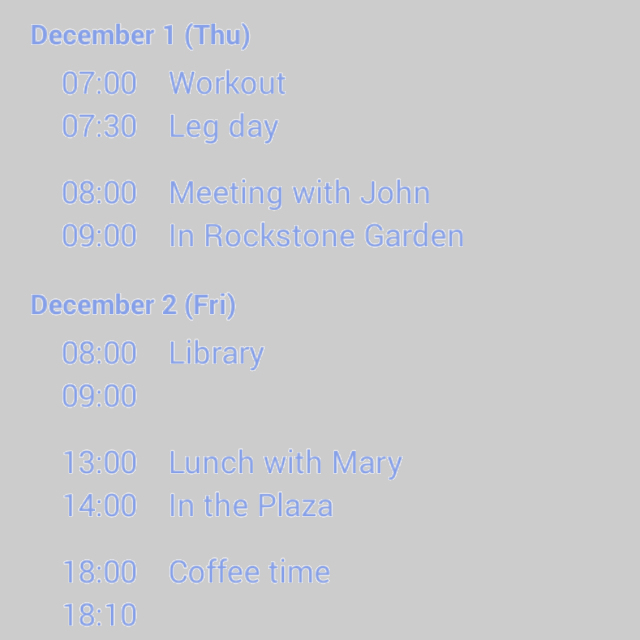 December 1 (Thu)
07:00 Workout
07:30 Leg day
08:00 Meeting with John
09:00 In Rockstone Garden
December 2 (Fri)
08:00 Library
09:00
13:00 Lunch with Mary
14:00 In the Plaza
18:00 Coffee time
18:10